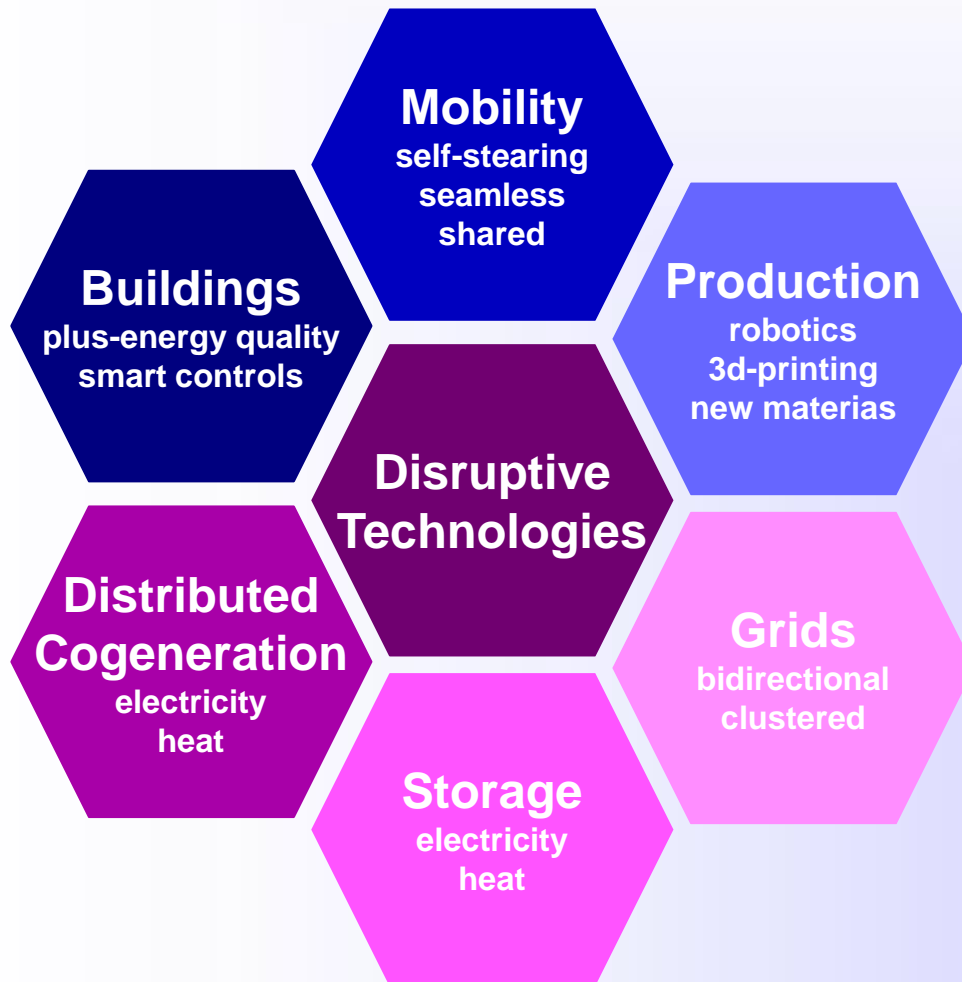 Mobility
self-stearing
seamless
shared
Buildings
plus-energy quality
smart controls
Production
robotics
3d-printing
new materias
Disruptive
Technologies
Distributed
Cogeneration
electricity
heat
Grids
bidirectional
clustered
Storage
electricity
heat